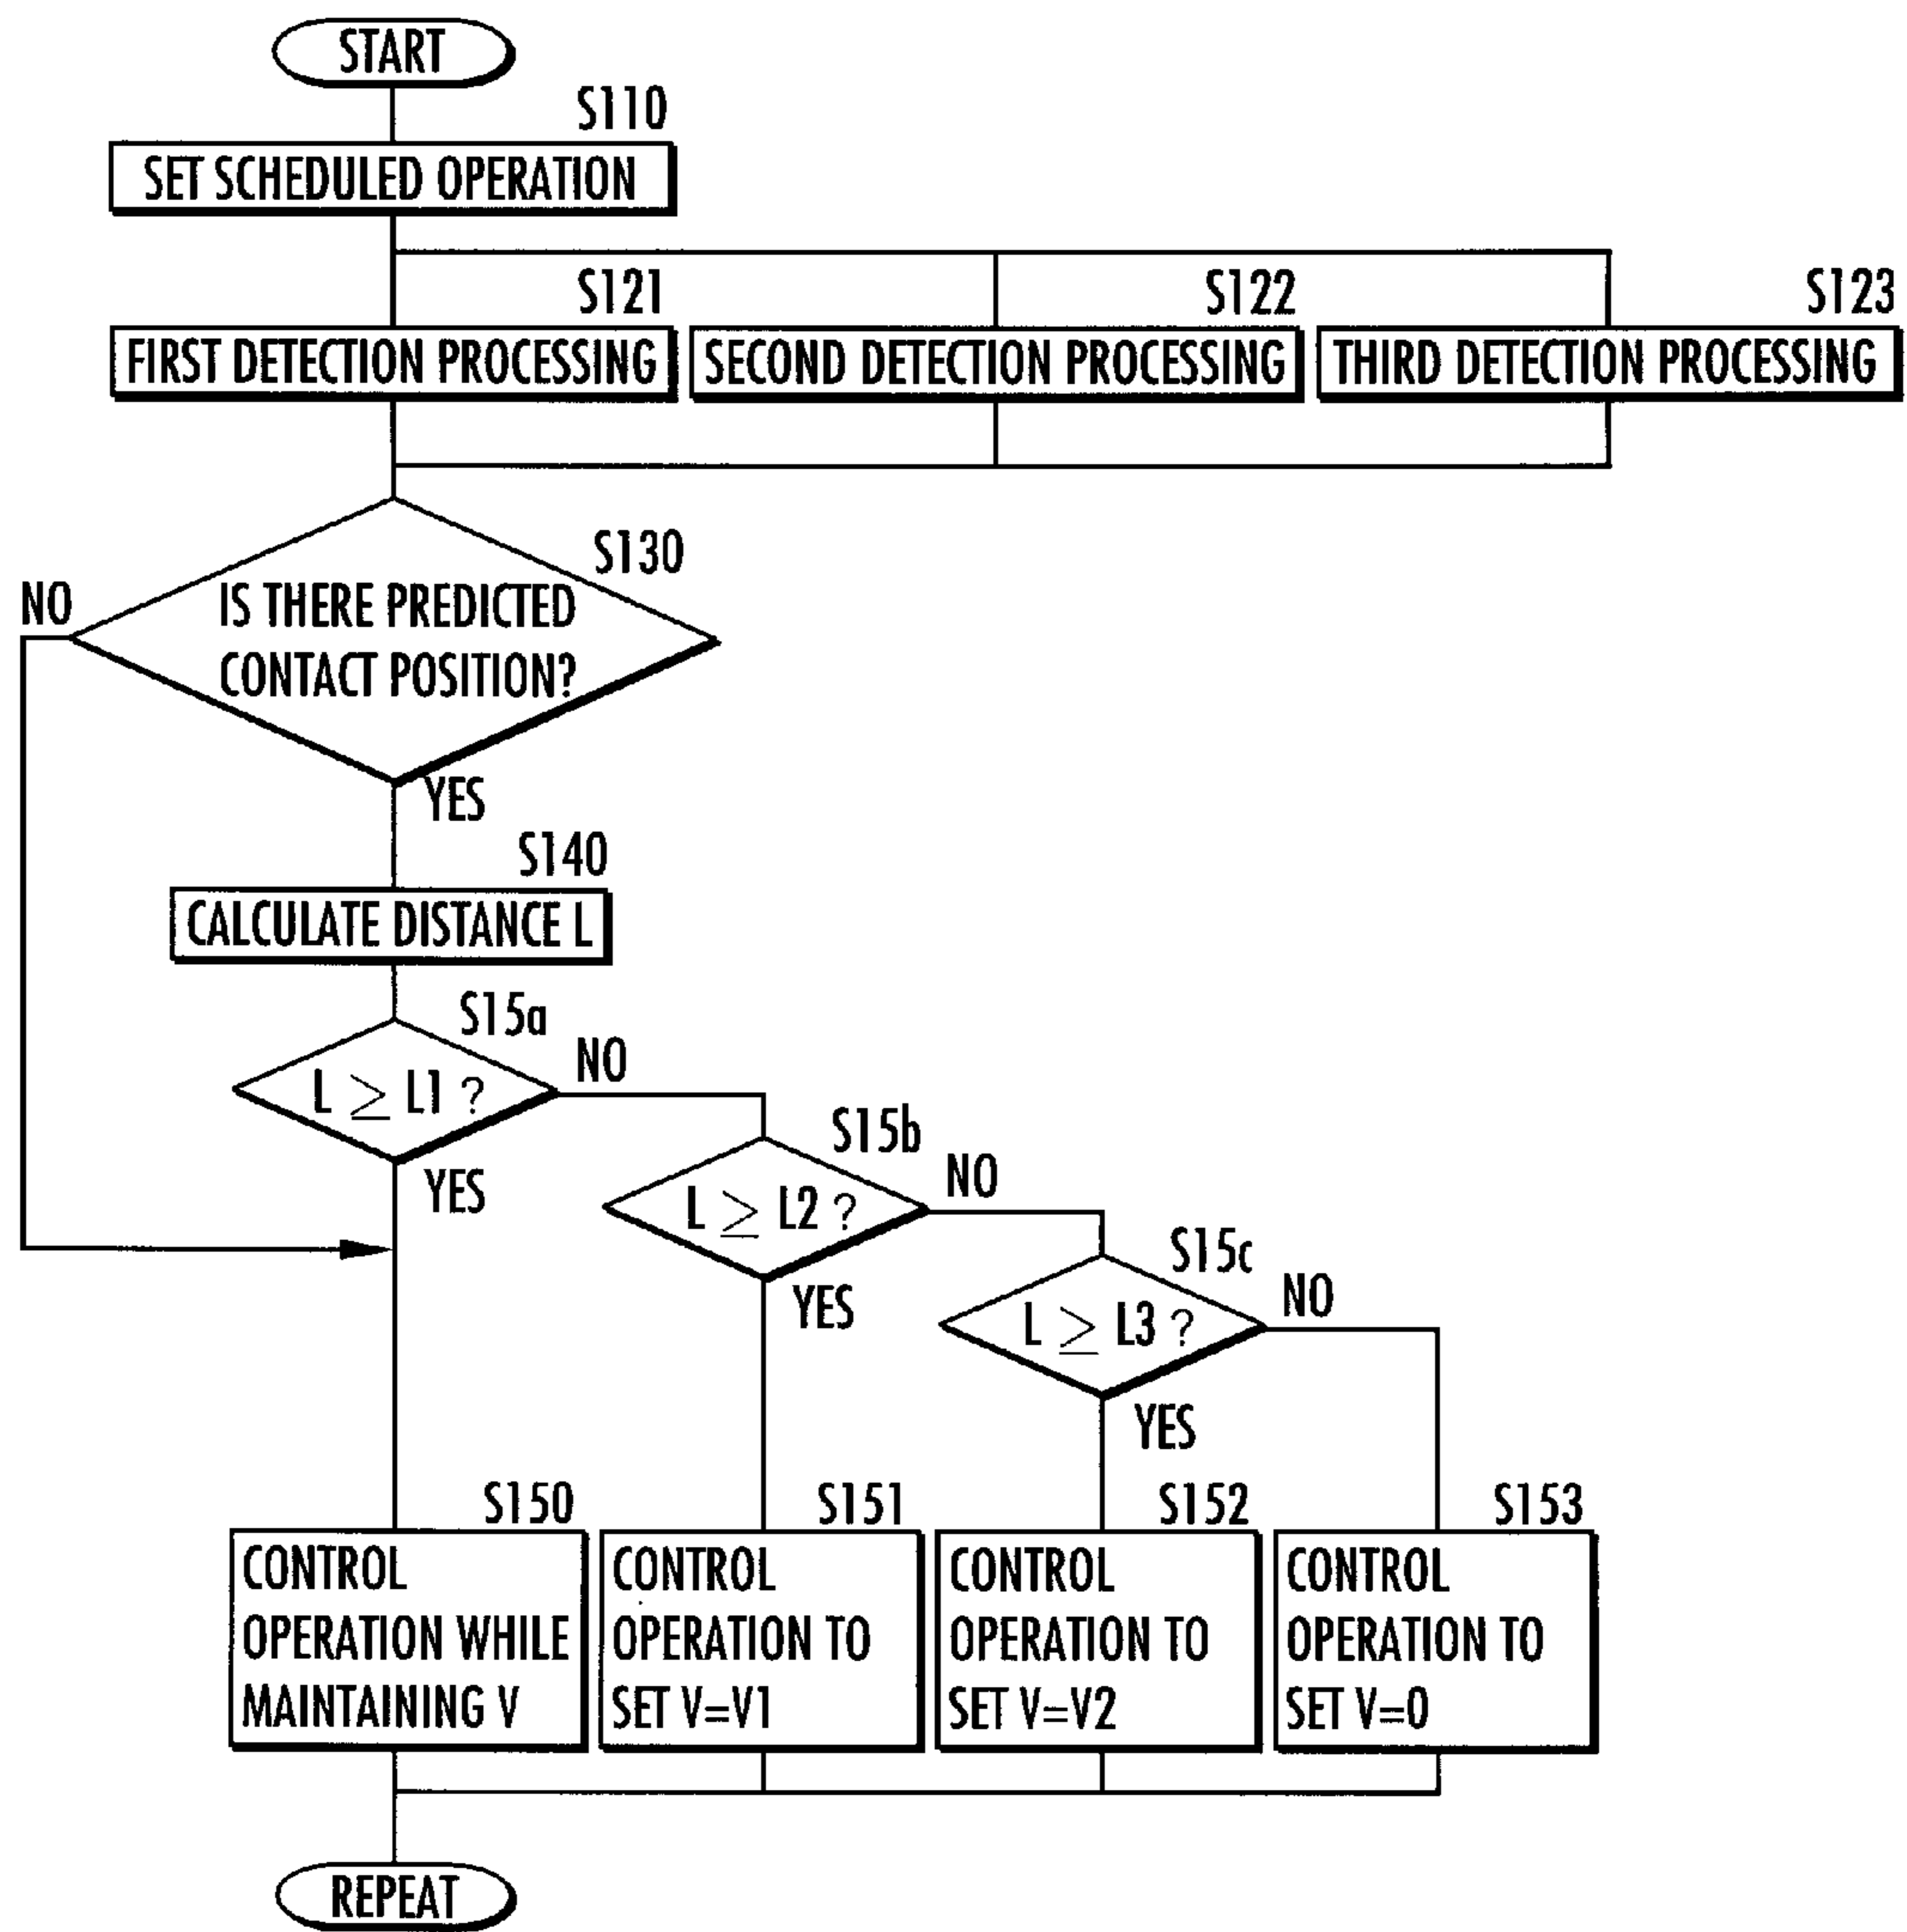 START
S110
SET SCHEDULED OPERATION
S121
S122
S123
FIRST DETECTION PROCESSING
SECOND DETECTION PROCESSING
THIRD DETECTION PROCESSING
S130
NO
IS THERE PREDICTED
CONTACT POSITION?
YES
S140
CALCULATE DISTANCE L
S15a
L ≥ L1 ?
NO
YES
S15b
L ≥ L2 ?
NO
YES
S15c
L ≥ L3 ?
NO
YES
S150
CONTROL
OPERATION WHILE
MAINTAINING V
S151
CONTROL
OPERATION TO
SET V=V1
S152
CONTROL
OPERATION TO
SET V=V2
S153
CONTROL
OPERATION TO
SET V=0
REPEAT